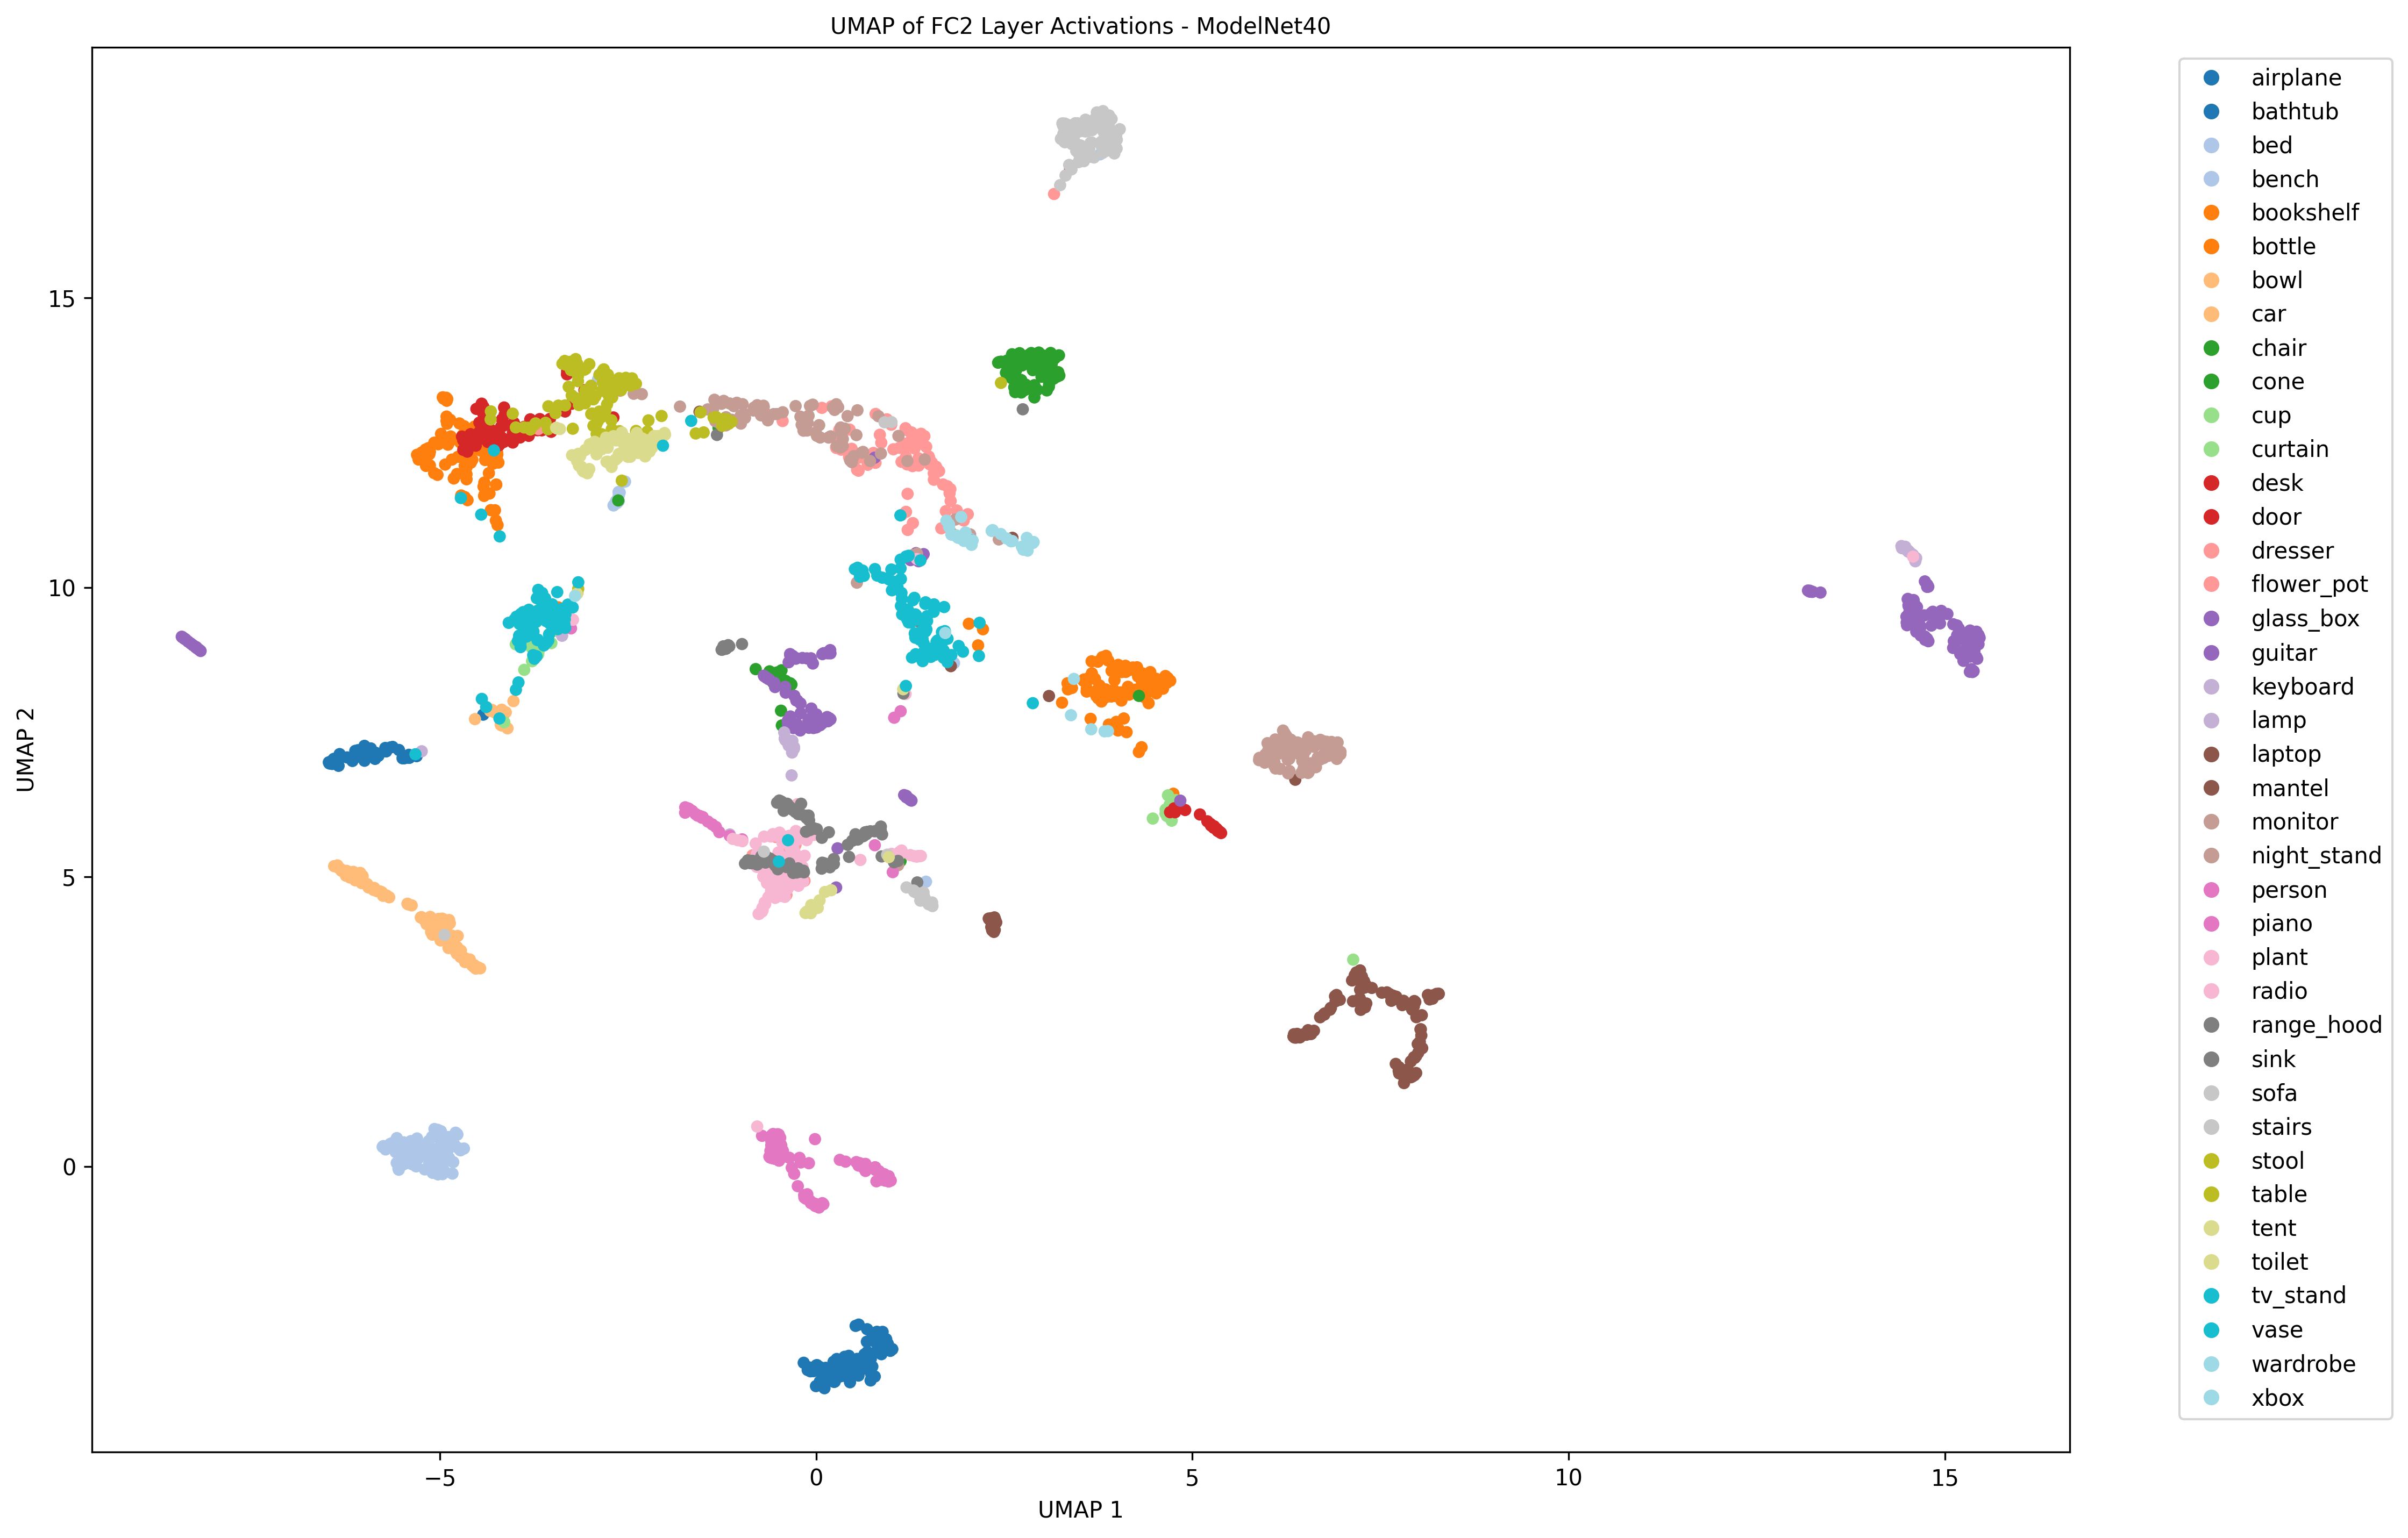 UMAP of FC2 Layer Activations - ModelNet40
UMAP 2
15
10
5
0
−5
0
5
10
15
UMAP 1
airplane
bathtub
bed
bench
bookshelf
bottle
bowl
car
chair
cone
cup
curtain
desk
door
dresser
flower_pot
glass_box
guitar
keyboard
lamp
laptop
mantel
monitor
night_stand
person
piano
plant
radio
range_hood
sink
sofa
stairs
stool
table
tent
toilet
tv_stand
vase
wardrobe
xbox